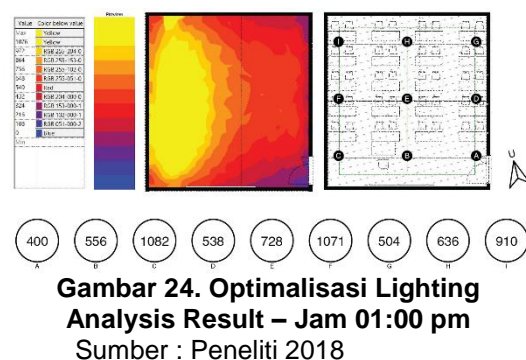 Preview
Value Color below value
Max Yellow
1076 Yellow
864
756
648
540 Red
432
324
216
0 Blue
Min
I H G
F E D
C B A
U
400 556 1082 538 728 1071 504 636 910
A B C D E F G H I
Gambar 24. Optimalisasi Lighting
Analysis Result – Jam 01:00 pm
Sumber : Peneliti 2018